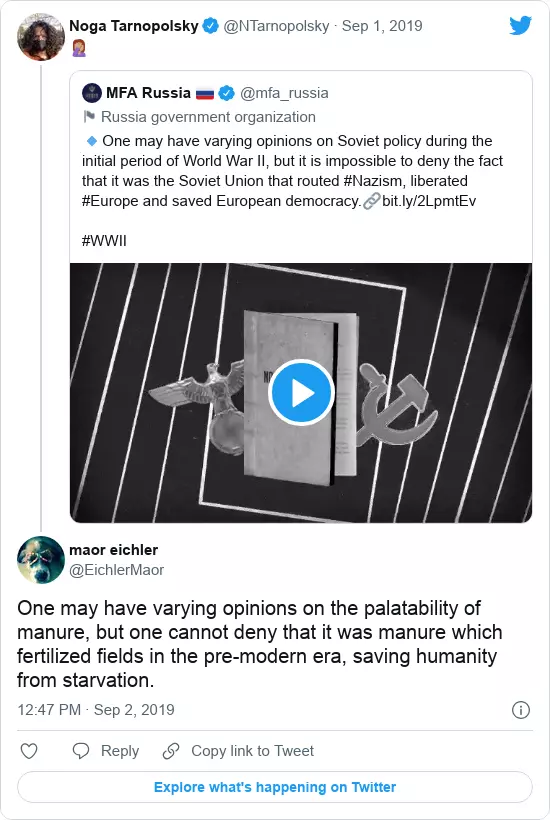 Noga Tarnopolsky @NTarnopolsky · Sep 1, 2019
🤦🏽‍♀️
MFA Russia 🇷🇺 @mfa_russia
Russia government organization
🔹One may have varying opinions on Soviet policy during the
initial period of World War II, but it is impossible to deny the fact
that it was the Soviet Union that routed #Nazism, liberated
#Europe and saved European democracy.🔗bit.ly/2LpmtEv
#WWII
maor eichler
@EichlerMaor
One may have varying opinions on the palatability of
manure, but one cannot deny that it was manure which
fertilized fields in the pre-modern era, saving humanity
from starvation.
12:47 PM · Sep 2, 2019
Reply Copy link to Tweet
Explore what's happening on Twitter